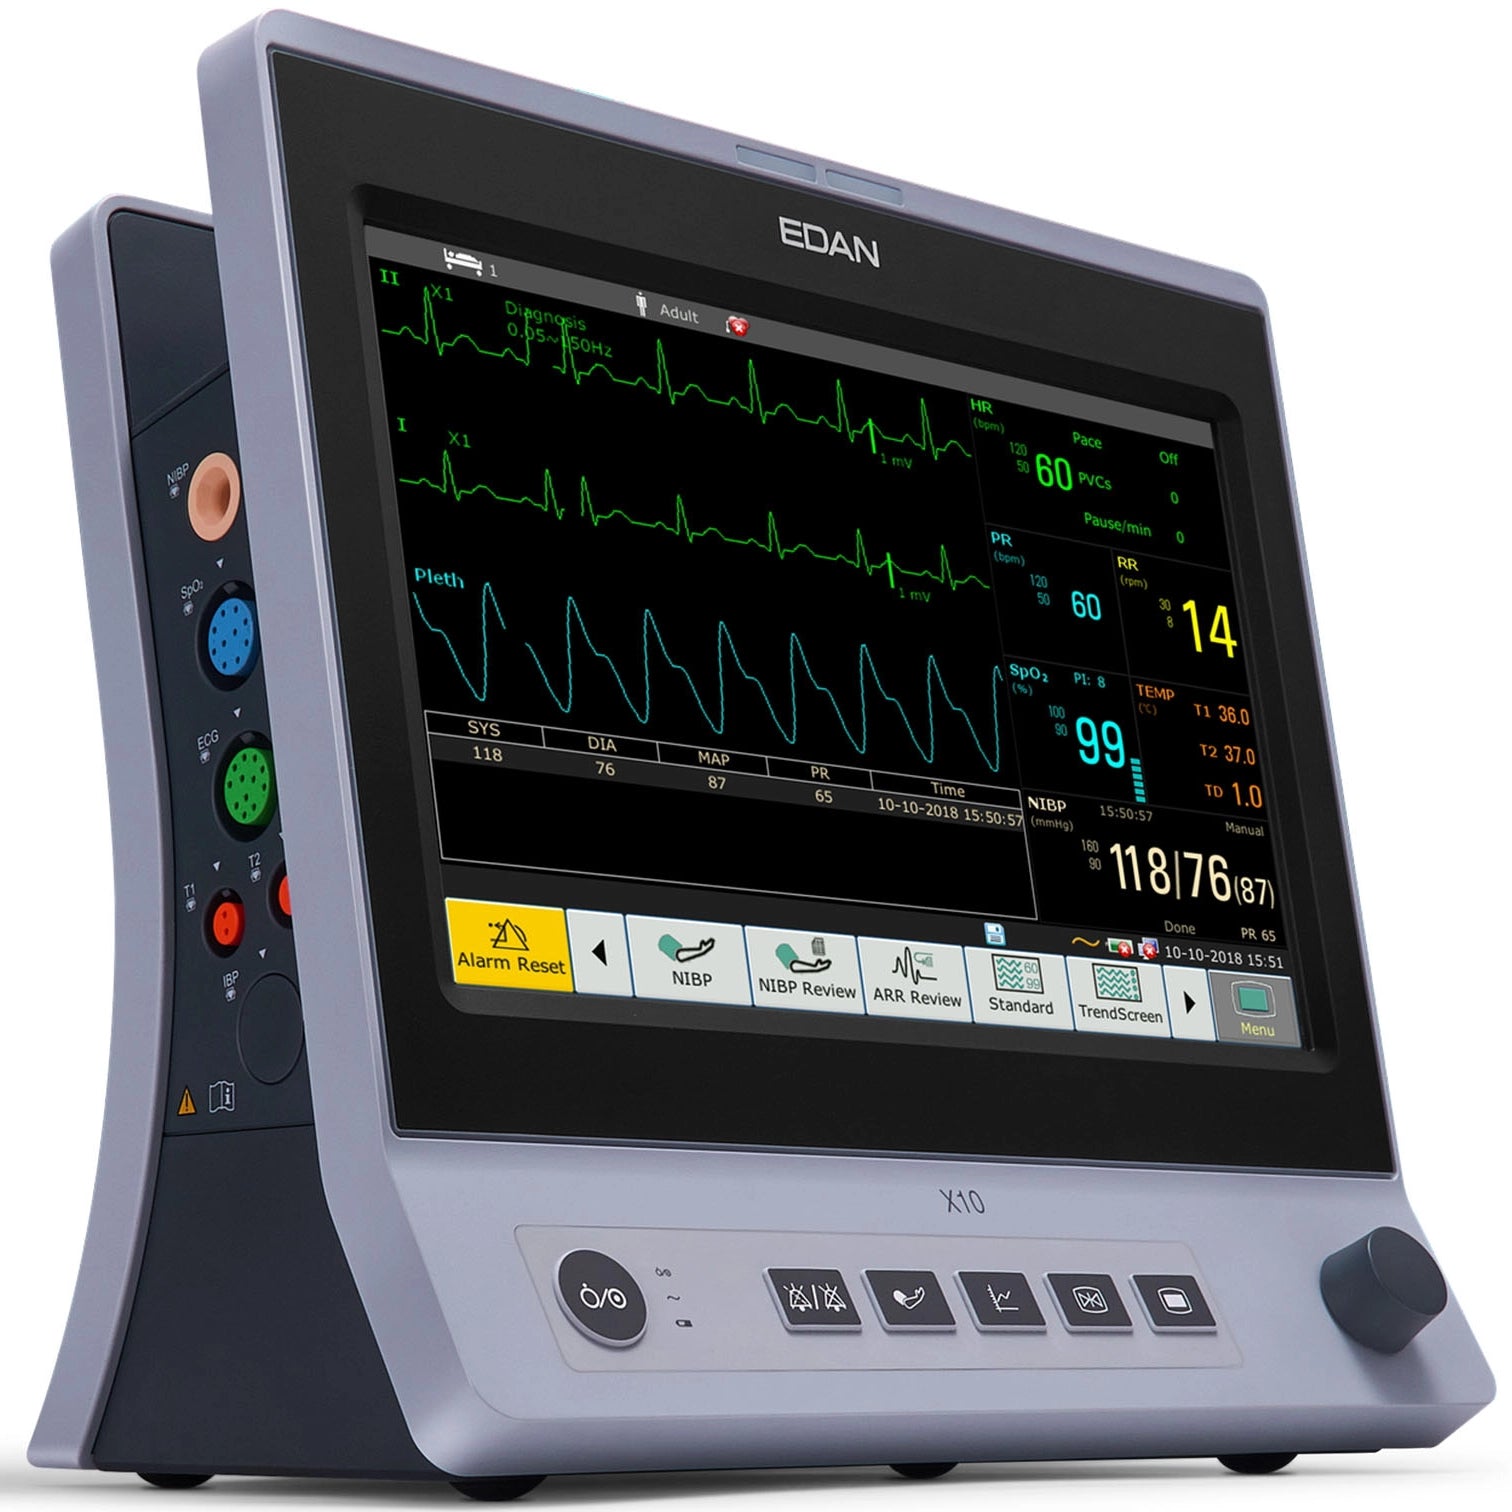 EDAN
1
Adult
II
X1
Diagnosis
0.05~150Hz
1 mV
I
X1
1 mV
Pleth
HR
(bpm)
120
50
60
Pace
Off
PVCs
0
Pause/min
0
PR
(bpm)
120
50
60
RR
(rpm)
30
8
14
SpO₂
(%)
PI: 8
100
90
99
TEMP
(°C)
T1 36.0
T2 37.0
TD 1.0
SYS DIA MAP PR Time
118 76 87 65 10-10-2018 15:50:57
NIBP
(mmHg)
15:50:57
Manual
160
90
118/76(87)
Done
PR 65
10-10-2018 15:51
Alarm Reset
NIBP
NIBP Review
ARR Review
60
99
Standard
TrendScreen
Menu
NIBP
SpO₂
ECG
T1
T2
IBP
X10